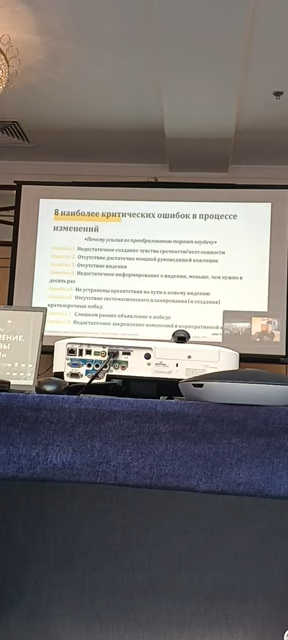 8 наиболее критических ошибок в процессе
изменений
«Почему усилия по преобразованию терпят неудачу»
Ошибка 1 Недостаточное создание чувства срочности/неотложности
Ошибка 2 Отсутствие достаточно мощной руководящей коалиции
Ошибка 3 Отсутствие видения
Ошибка 4 Недостаточное информирование о видении, меньше, чем нужно в
десять раз
Ошибка 5 Не устранены препятствия на пути к новому видению
Ошибка 6 Отсутствие систематического планирования (и создания)
краткосрочных побед
Ошибка 7 Слишком раннее объявление о победе
Ошибка 8 Недостаточное закрепление изменений в корпоративной